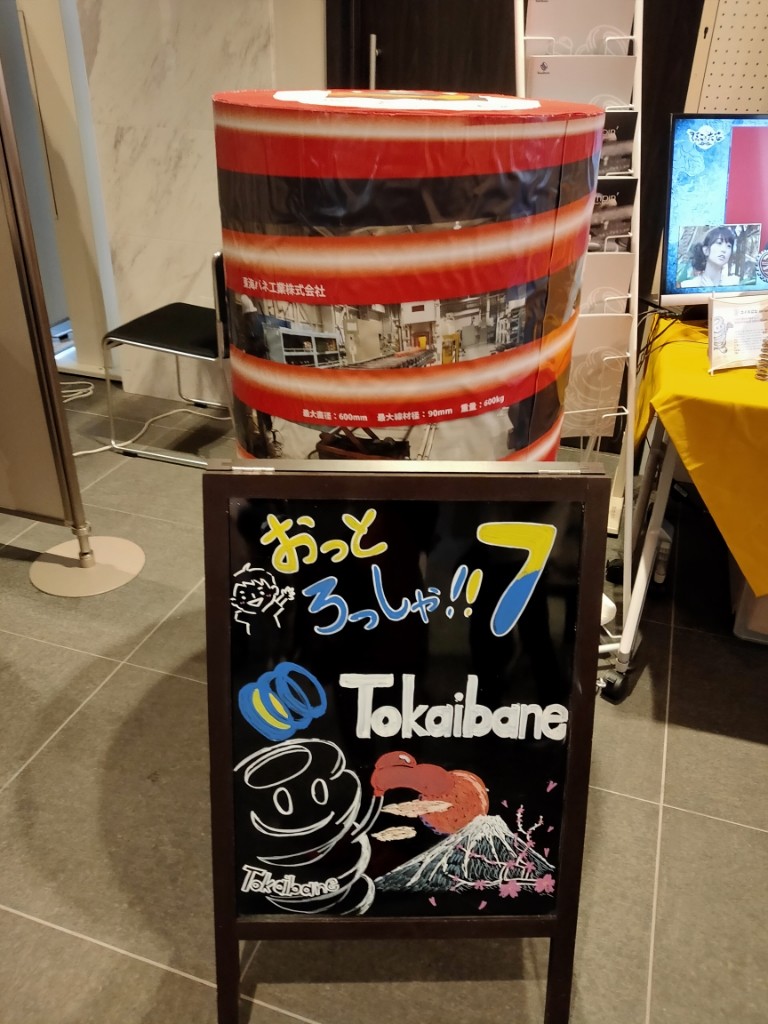 東海バネ工業株式会社
最大直径：600mm 最大線材径：90mm 重量：600kg
おっと
ろっしゃ!! 7
Tokaibane
Tokaibane